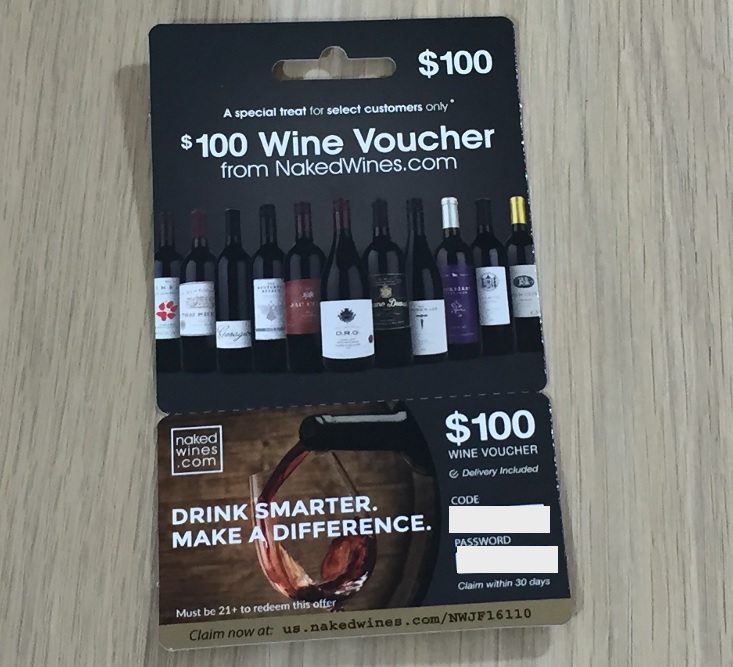 $100
A special treat for select customers only*
$100 Wine Voucher
from NakedWines.com
O.R.O
naked
wines
.com
$100
WINE VOUCHER
Delivery Included
DRINK SMARTER.
MAKE A DIFFERENCE.
CODE
PASSWORD
Claim within 30 days
Must be 21+ to redeem this offer
Claim now at: us.nakedwines.com/NWJF16110